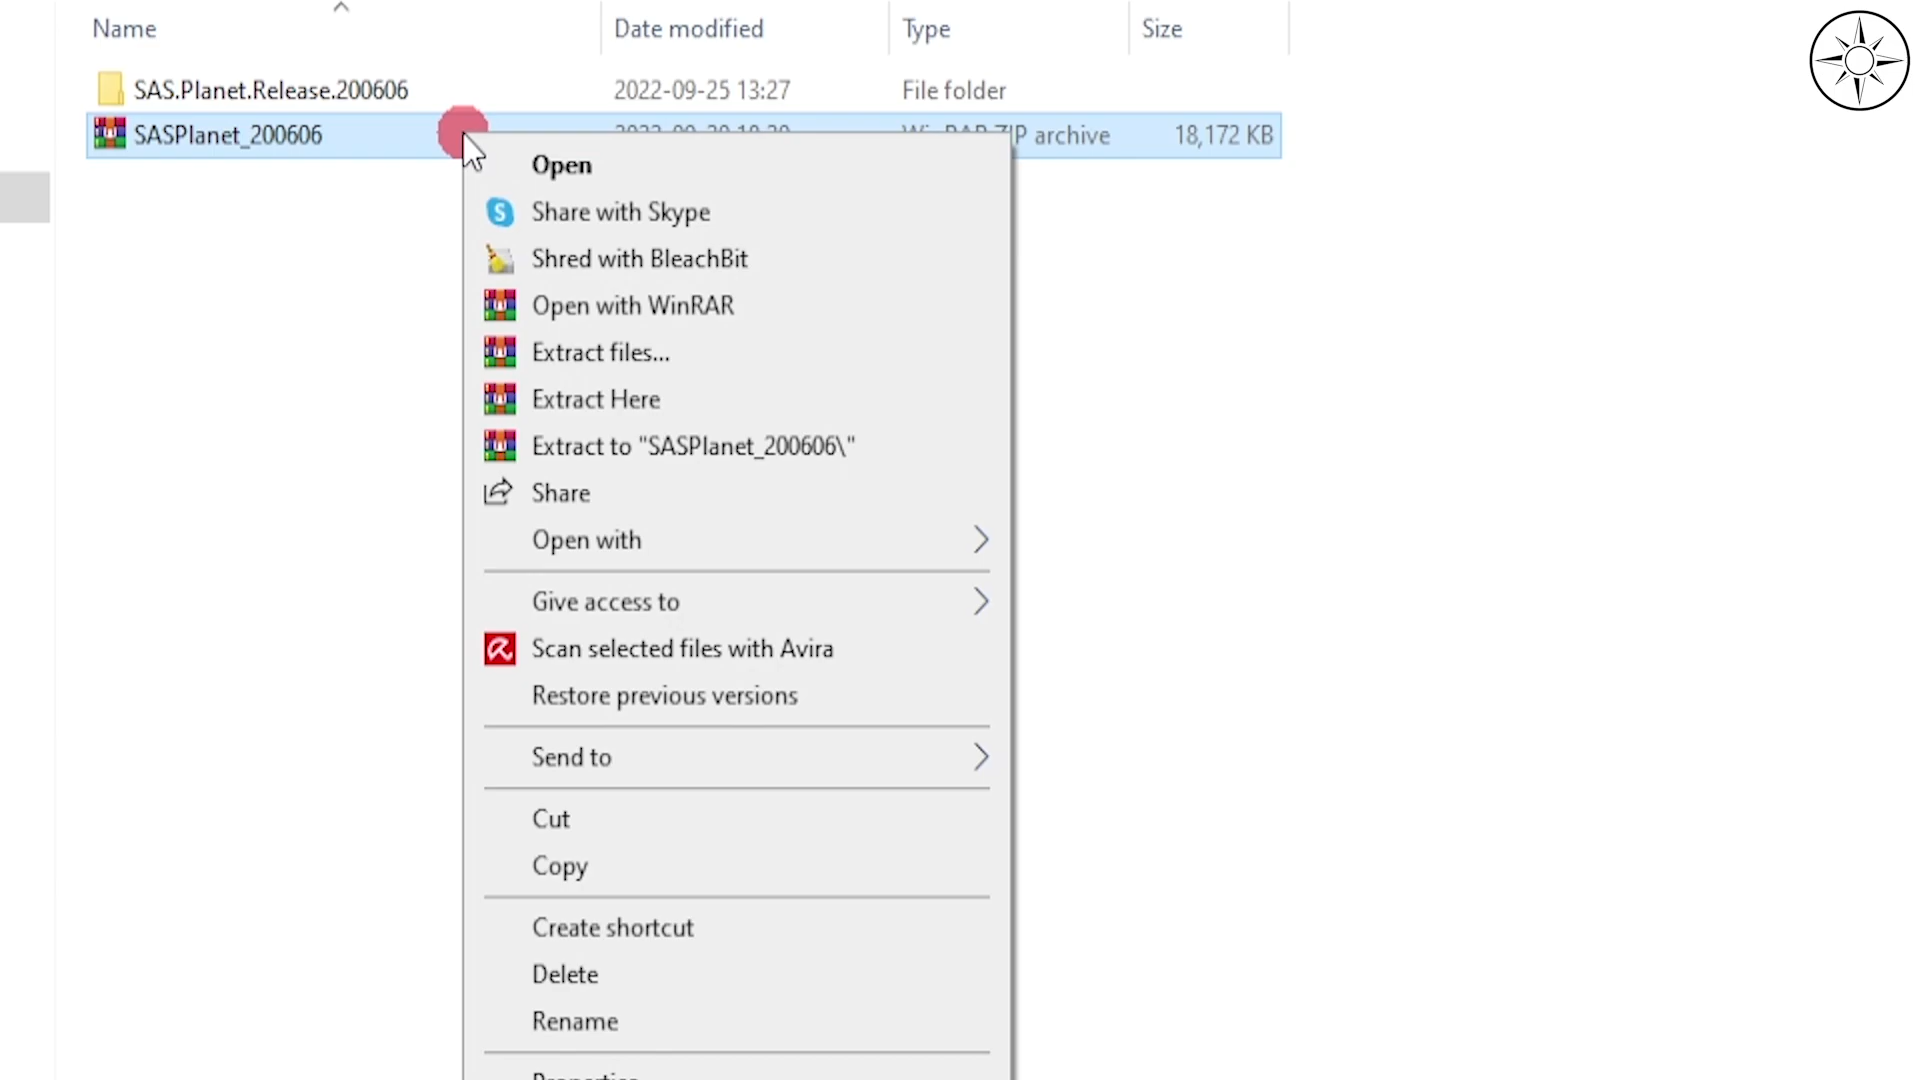 Name Date modified Type Size
SAS.Planet.Release.200606 2022-09-25 13:27 File folder
SASPlanet_200606 ZIP archive 18,172 KB
Open
Share with Skype
Shred with BleachBit
Open with WinRAR
Extract files...
Extract Here
Extract to "SASPlanet_200606\"
Share
Open with
Give access to
Scan selected files with Avira
Restore previous versions
Send to
Cut
Copy
Create shortcut
Delete
Rename